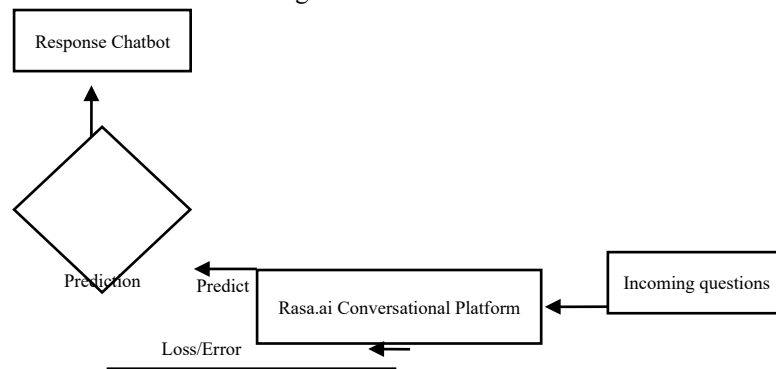 Response Chatbot
Prediction
Predict
Incoming questions
Rasa.ai Conversational Platform
Loss/Error